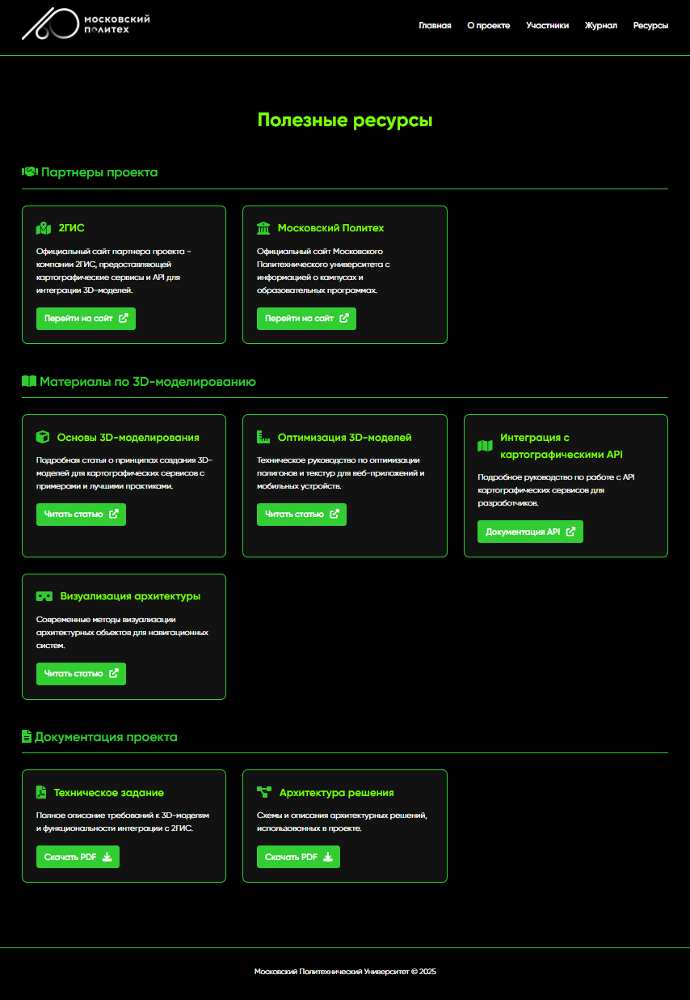 московский
политех
Главная О проекте Участники Журнал Ресурсы
Полезные ресурсы
Партнеры проекта
2ГИС
Официальный сайт партнера проекта -
компании 2ГИС, предоставляющей
картографические сервисы и API для
интеграции 3D-моделей.
Перейти на сайт
Московский Политех
Официальный сайт Московского
Политехнического университета с
информацией о кампусах и
образовательных программах.
Перейти на сайт
Материалы по 3D-моделированию
Основы 3D-моделирования
Подробная статья о принципах создания 3D-
моделей для картографических сервисов с
примерами и лучшими практиками.
Читать статью
Оптимизация 3D-моделей
Техническое руководство по оптимизации
полигонов и текстур для веб-приложений и
мобильных устройств.
Читать статью
Интеграция с
картографическими API
Подробное руководство по работе с API
картографических сервисов для
разработчиков.
Документация API
Визуализация архитектуры
Современные методы визуализации
архитектурных объектов для навигационных
систем.
Читать статью
Документация проекта
Техническое задание
Полное описание требований к 3D-моделям
и функциональности интеграции с 2ГИС.
Скачать PDF
Архитектура решения
Схемы и описания архитектурных решений,
использованных в проекте.
Скачать PDF
Московский Политехнический Университет © 2025